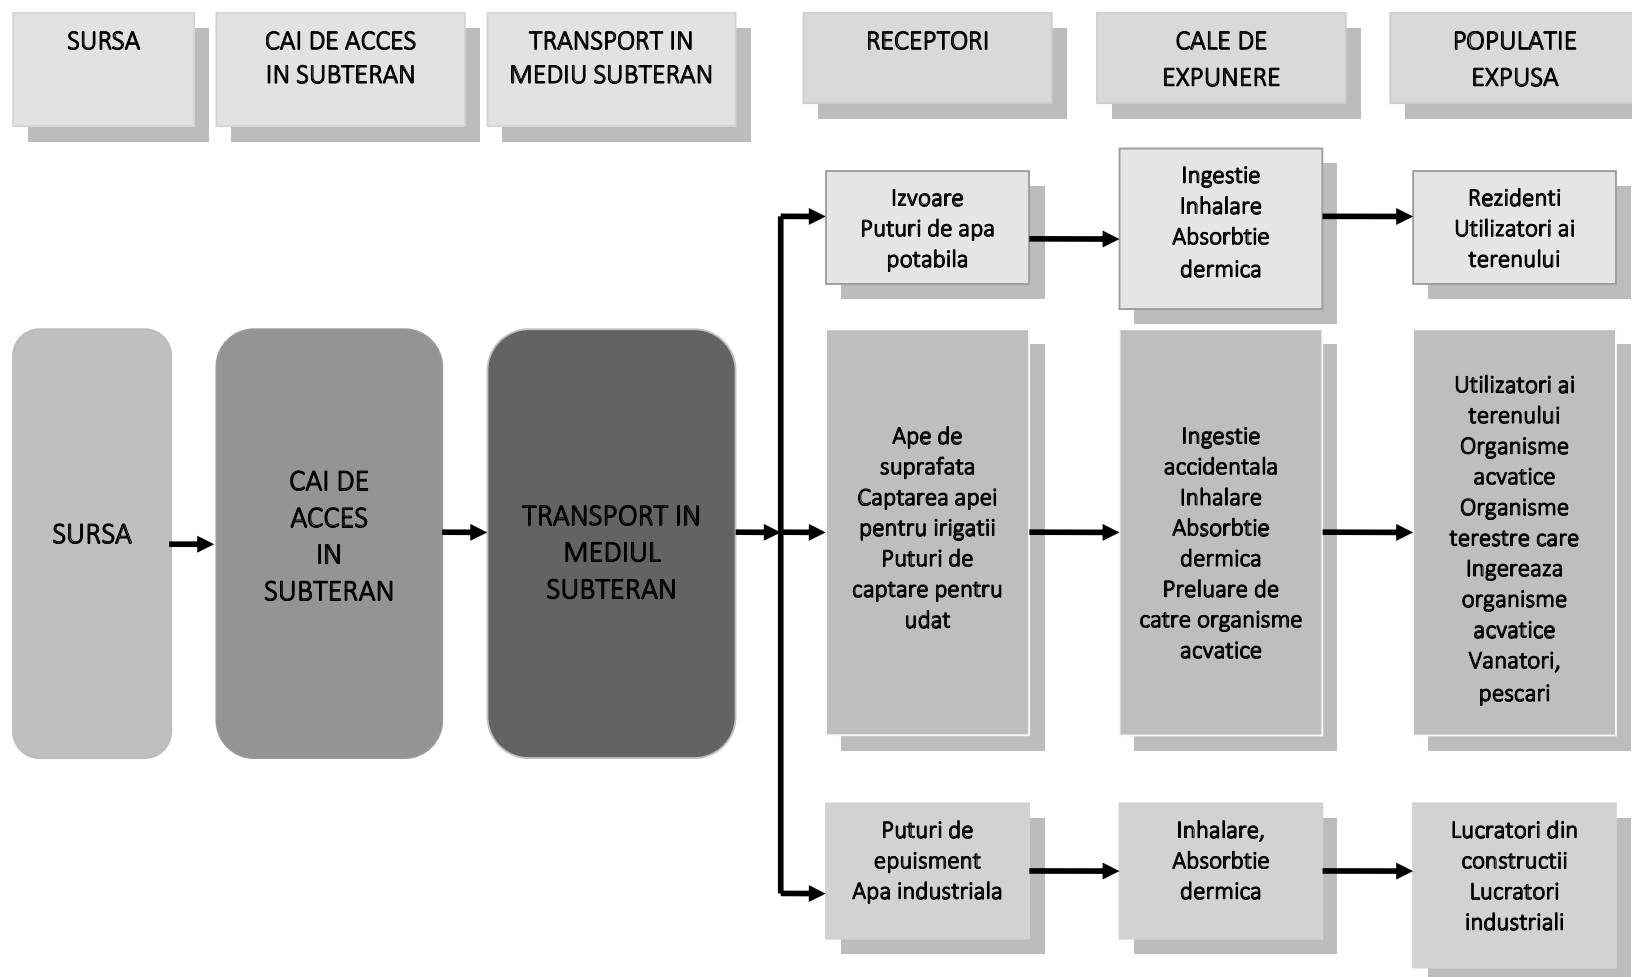 SURSA
CAI DE ACCES
IN SUBTERAN
TRANSPORT IN
MEDIU SUBTERAN
RECEPTORI
CALE DE
EXPUNERE
POPULATIE
EXPUSA
SURSA
CAI DE
ACCES
IN
SUBTERAN
TRANSPORT IN
MEDIUL
SUBTERAN
Izvoare
Puturi de apa
potabila
Ingestie
Inhalare
Absorbtie
dermica
Rezidenti
Utilizatori ai
terenului
Ape de
suprafata
Captarea apei
pentru irigatii
Puturi de
captare pentru
udat
Ingestie
accidentala
Inhalare
Absorbtie
dermica
Preluare de
catre organisme
acvatice
Utilizatori ai
terenului
Organisme
acvatice
Organisme
terestre care
Ingereaza
organisme
acvatice
Vanatori,
pescari
Puturi de
epuisment
Apa industriala
Inhalare,
Absorbtie
dermica
Lucratori din
constructii
Lucratori
industriali